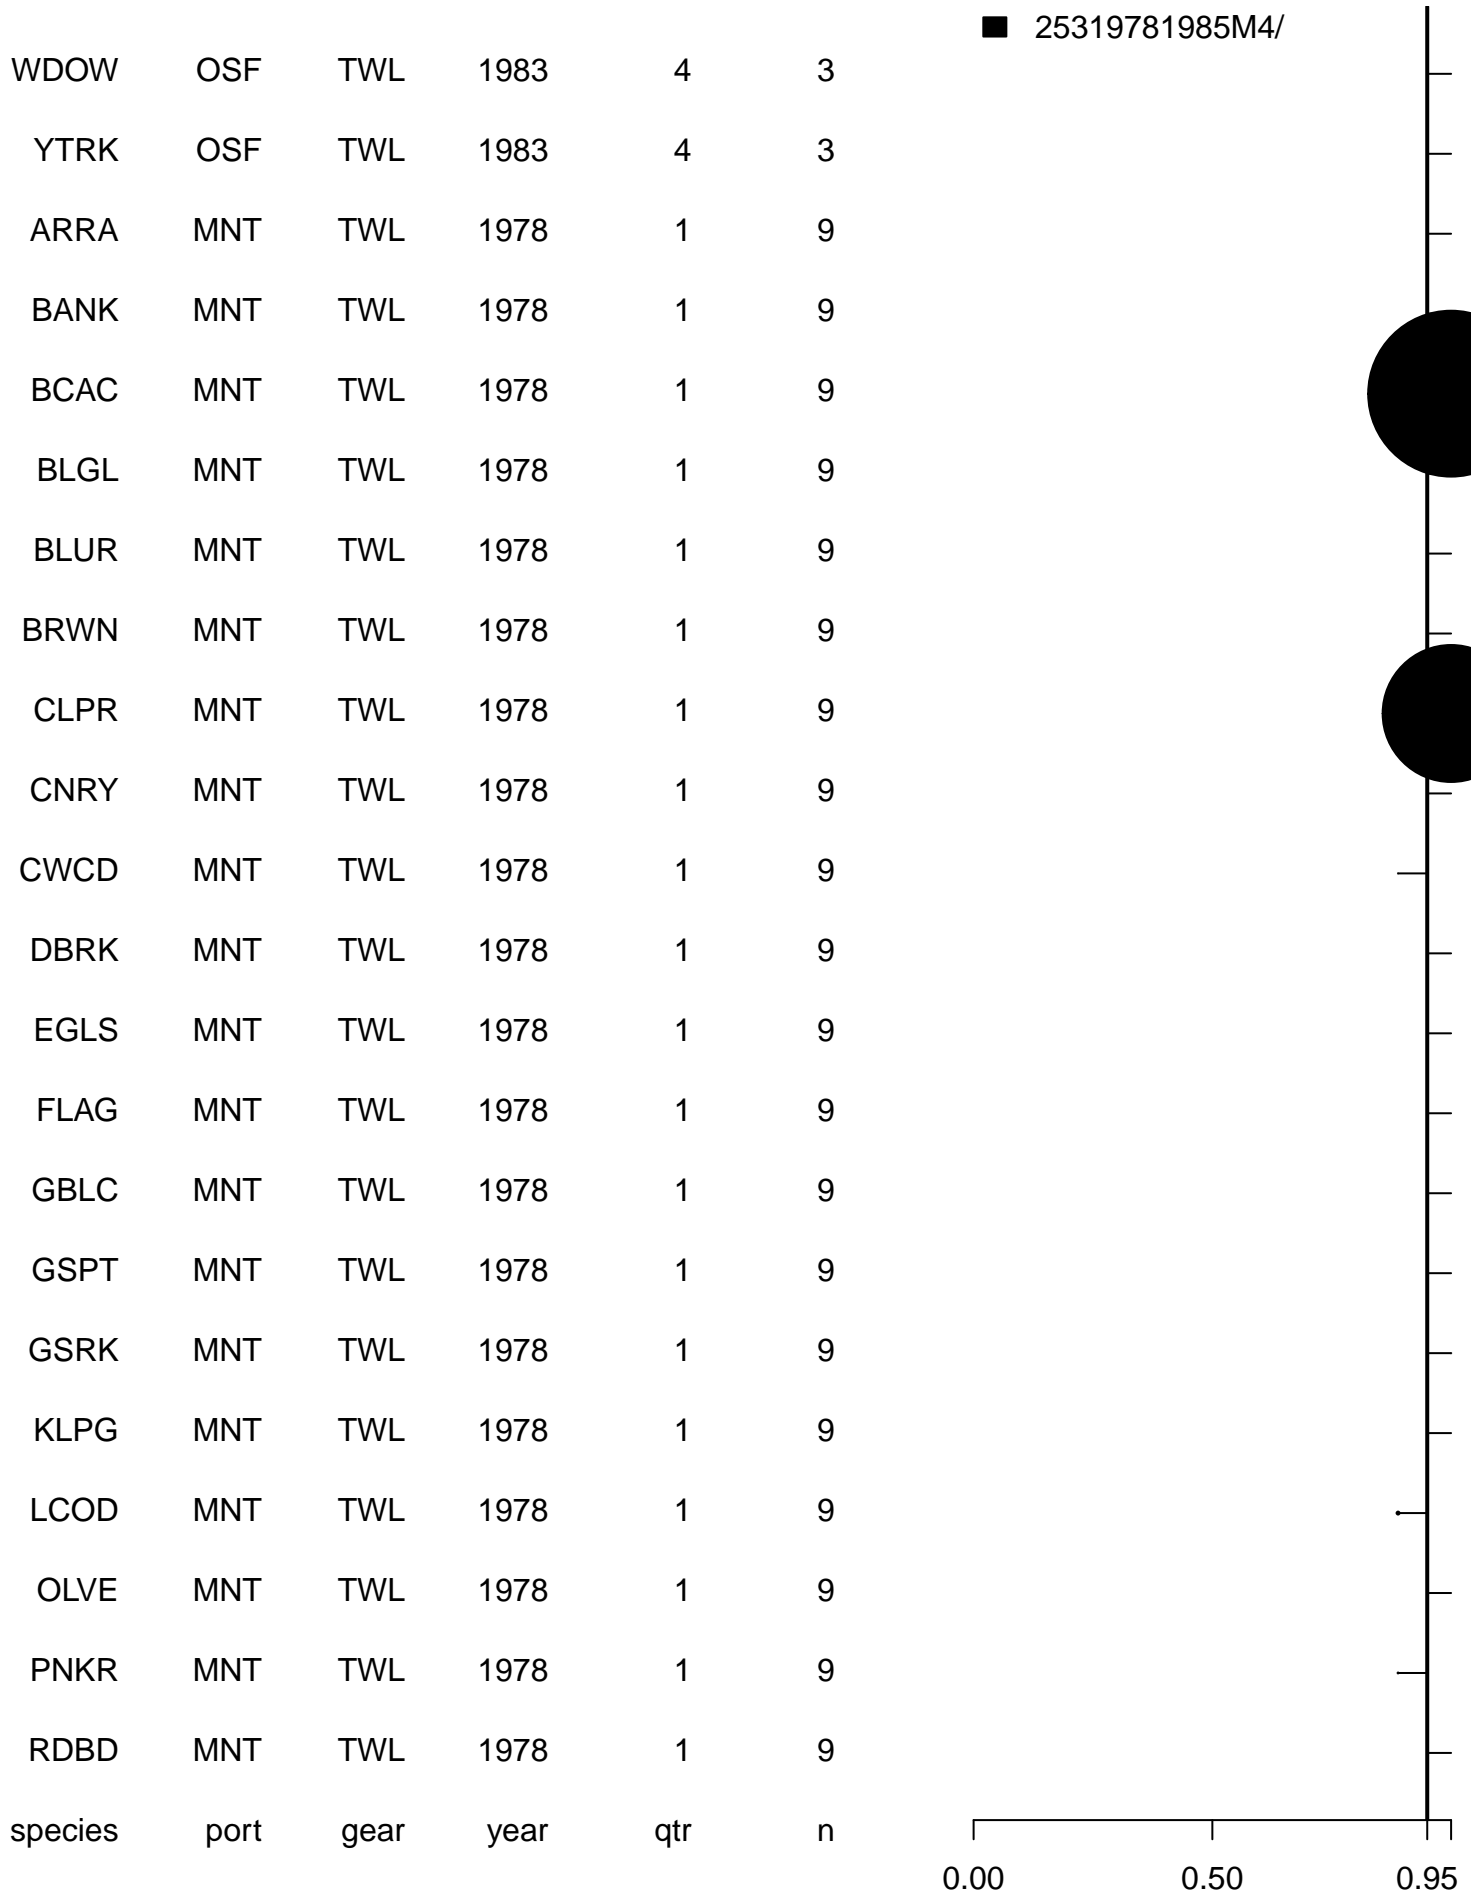 25319781985M4/
WDOW OSF TWL 1983 4 3
YTRK OSF TWL 1983 4 3
ARRA MNT TWL 1978 1 9
BANK MNT TWL 1978 1 9
BCAC MNT TWL 1978 1 9
BLGL MNT TWL 1978 1 9
BLUR MNT TWL 1978 1 9
BRWN MNT TWL 1978 1 9
CLPR MNT TWL 1978 1 9
CNRY MNT TWL 1978 1 9
CWCD MNT TWL 1978 1 9
DBRK MNT TWL 1978 1 9
EGLS MNT TWL 1978 1 9
FLAG MNT TWL 1978 1 9
GBLC MNT TWL 1978 1 9
GSPT MNT TWL 1978 1 9
GSRK MNT TWL 1978 1 9
KLPG MNT TWL 1978 1 9
LCOD MNT TWL 1978 1 9
OLVE MNT TWL 1978 1 9
PNKR MNT TWL 1978 1 9
RDBD MNT TWL 1978 1 9
species port gear year qtr n
0.00 0.50 0.95